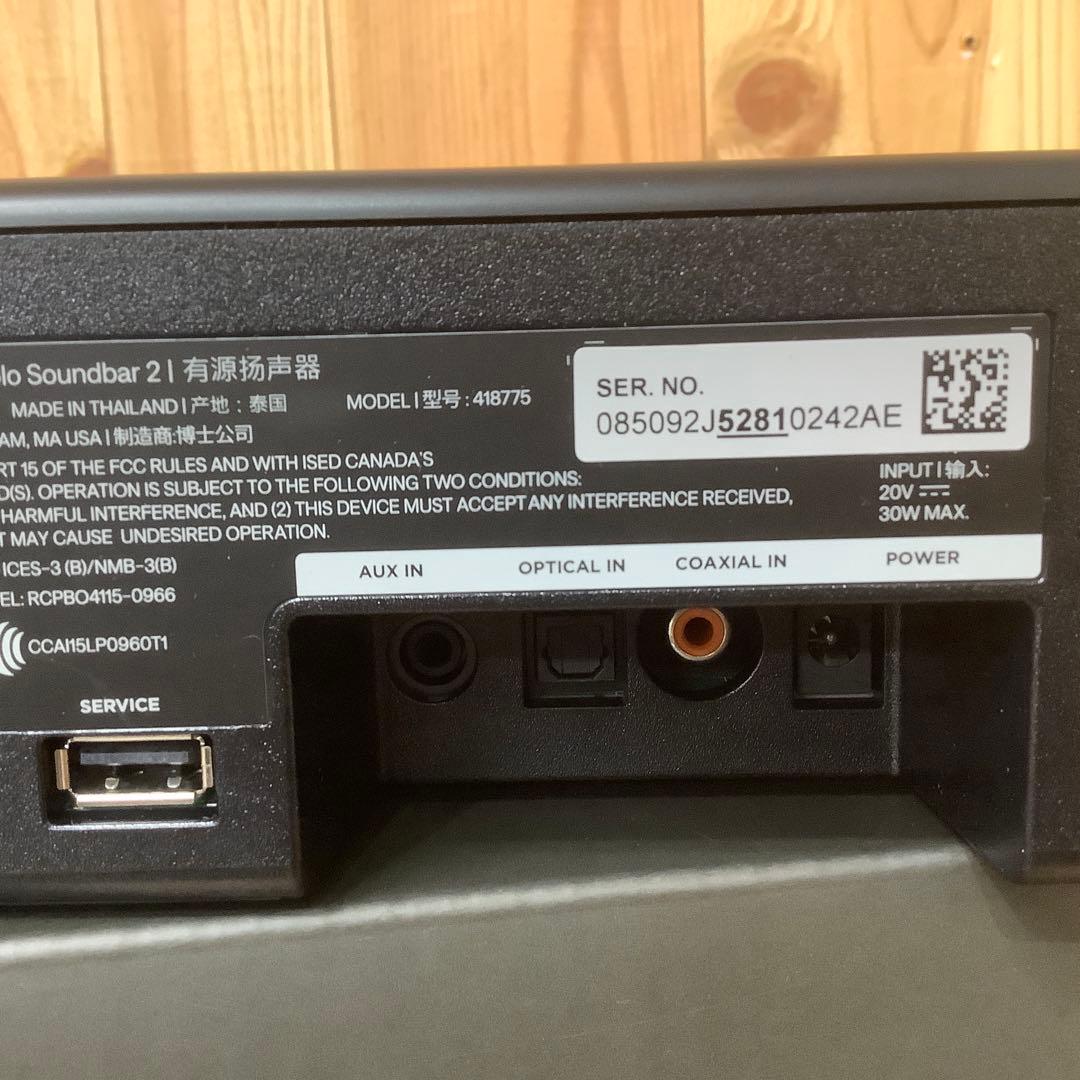 olo Soundbar 2 | 有源扬声器
MADE IN THAILAND | 产地：泰国
MODEL | 型号：418775
AM, MA USA | 制造商:博士公司
RT 15 OF THE FCC RULES AND WITH ISED CANADA'S
D(S). OPERATION IS SUBJECT TO THE FOLLOWING TWO CONDITIONS:
HARMFUL INTERFERENCE, AND (2) THIS DEVICE MUST ACCEPT ANY INTERFERENCE RECEIVED,
T MAY CAUSE UNDESIRED OPERATION.
ICES-3 (B)/NMB-3(B)
EL: RCPBO4115-0966
CCAI15LP0960T1
SER. NO.
085092J52810242AE
INPUT | 输入:
20V
30W MAX.
AUX IN
OPTICAL IN
COAXIAL IN
POWER
SERVICE